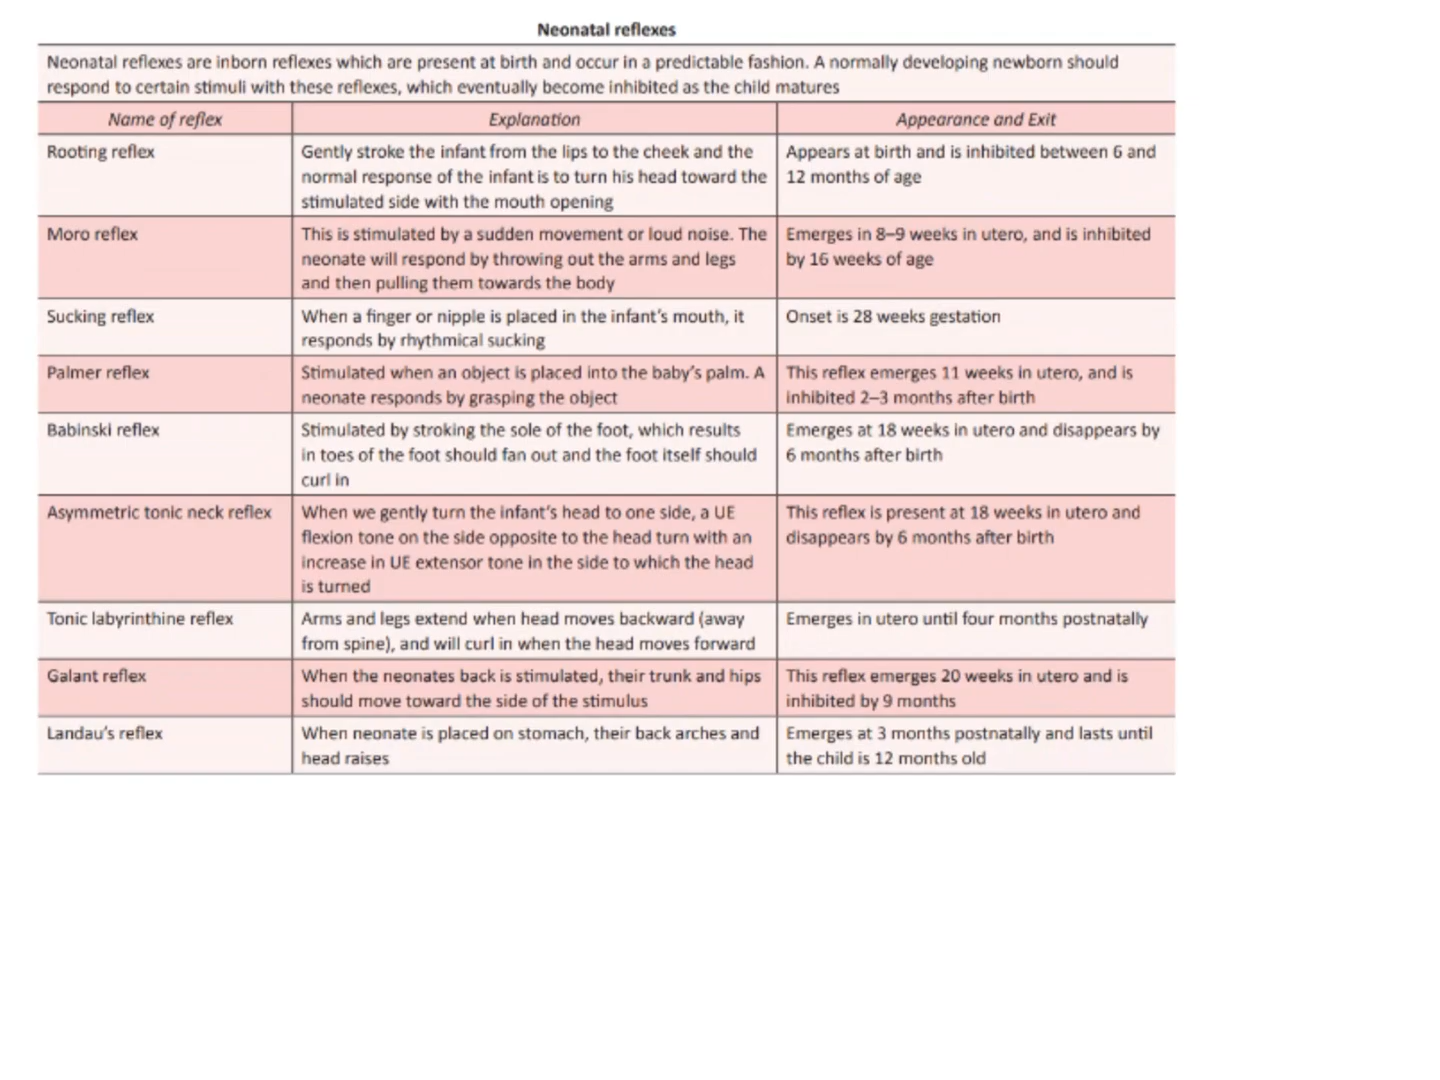 Neonatal reflexes
Neonatal reflexes are inborn reflexes which are present at birth and occur in a predictable fashion. A normally developing newborn should
respond to certain stimuli with these reflexes, which eventually become inhibited as the child matures
Name of reflex Explanation Appearance and Exit
Rooting reflex
Gently stroke the infant from the lips to the cheek and the
normal response of the infant is to turn his head toward the
stimulated side with the mouth opening
Appears at birth and is inhibited between 6 and
12 months of age
Moro reflex
This is stimulated by a sudden movement or loud noise. The
neonate will respond by throwing out the arms and legs
and then pulling them towards the body
Emerges in 8–9 weeks in utero, and is inhibited
by 16 weeks of age
Sucking reflex
When a finger or nipple is placed in the infant's mouth, it
responds by rhythmical sucking
Onset is 28 weeks gestation
Palmer reflex
Stimulated when an object is placed into the baby's palm. A
neonate responds by grasping the object
This reflex emerges 11 weeks in utero, and is
inhibited 2–3 months after birth
Babinski reflex
Stimulated by stroking the sole of the foot, which results
in toes of the foot should fan out and the foot itself should
curl in
Emerges at 18 weeks in utero and disappears by
6 months after birth
Asymmetric tonic neck reflex
When we gently turn the infant's head to one side, a UE
flexion tone on the side opposite to the head turn with an
increase in UE extensor tone in the side to which the head
is turned
This reflex is present at 18 weeks in utero and
disappears by 6 months after birth
Tonic labyrinthine reflex
Arms and legs extend when head moves backward (away
from spine), and will curl in when the head moves forward
Emerges in utero until four months postnatally
Galant reflex
When the neonates back is stimulated, their trunk and hips
should move toward the side of the stimulus
This reflex emerges 20 weeks in utero and is
inhibited by 9 months
Landau's reflex
When neonate is placed on stomach, their back arches and
head raises
Emerges at 3 months postnatally and lasts until
the child is 12 months old